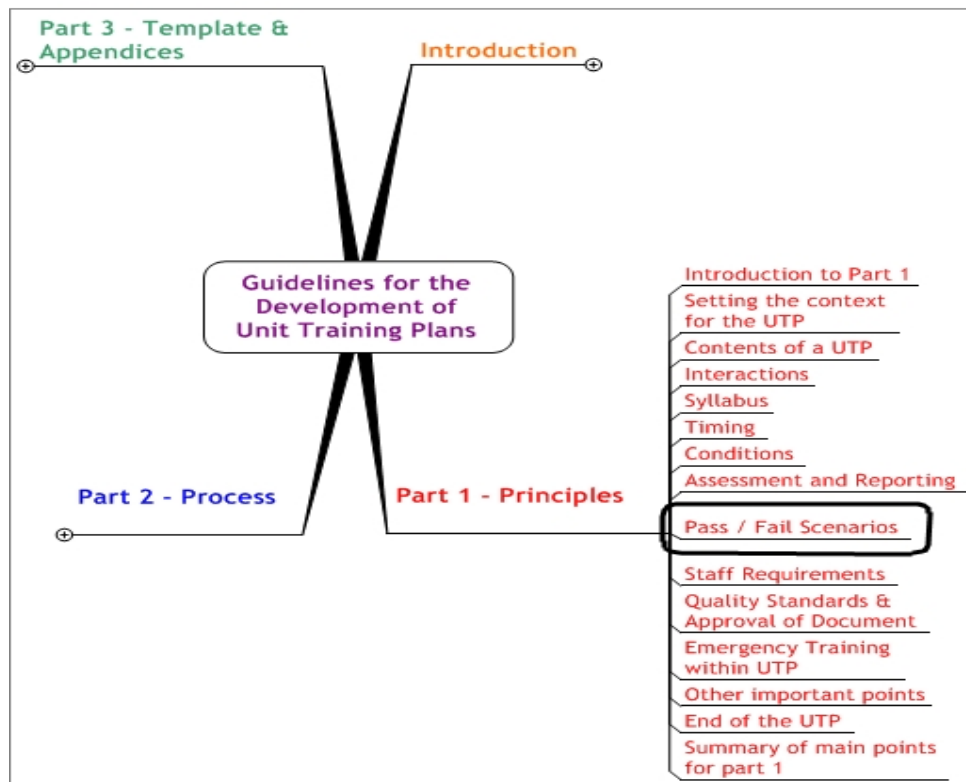 Part 3 - Template &
Appendices
Introduction
Guidelines for the
Development of
Unit Training Plans
Part 2 - Process
Part 1 - Principles
Introduction to Part 1
Setting the context
for the UTP
Contents of a UTP
Interactions
Syllabus
Timing
Conditions
Assessment and Reporting
Pass / Fail Scenarios
Staff Requirements
Quality Standards &
Approval of Document
Emergency Training
within UTP
Other important points
End of the UTP
Summary of main points
for part 1